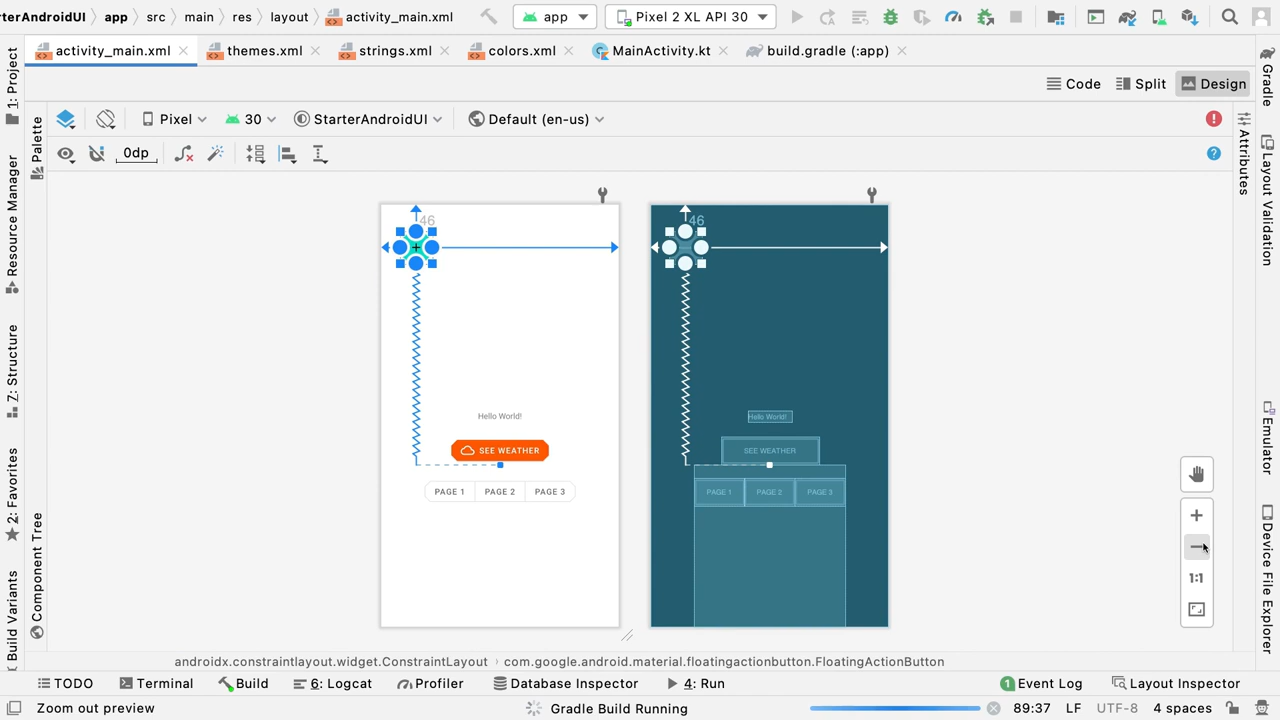 rterAndroidUI app src main res layout activity_main.xml app Pixel 2 XL API 30
activity_main.xml themes.xml strings.xml colors.xml MainActivity.kt build.gradle (:app)
Code Split Design
Pixel 30 StarterAndroidUI Default (en-us)
0dp
1: Project
Resource Manager
Z: Structure
2: Favorites
Build Variants
Palette
Component Tree
46
Hello World!
SEE WEATHER
PAGE 1 PAGE 2 PAGE 3
46
Hello World!
SEE WEATHER
PAGE 1 PAGE 2 PAGE 3
1:1
Attributes
Gradle
Layout Validation
Emulator
Device File Explorer
androidx.constraintlayout.widget.ConstraintLayout com.google.android.material.floatingactionbutton.FloatingActionButton
TODO Terminal Build 6: Logcat Profiler Database Inspector 4: Run 1 Event Log Layout Inspector
Zoom out preview Gradle Build Running 89:37 LF UTF-8 4 spaces